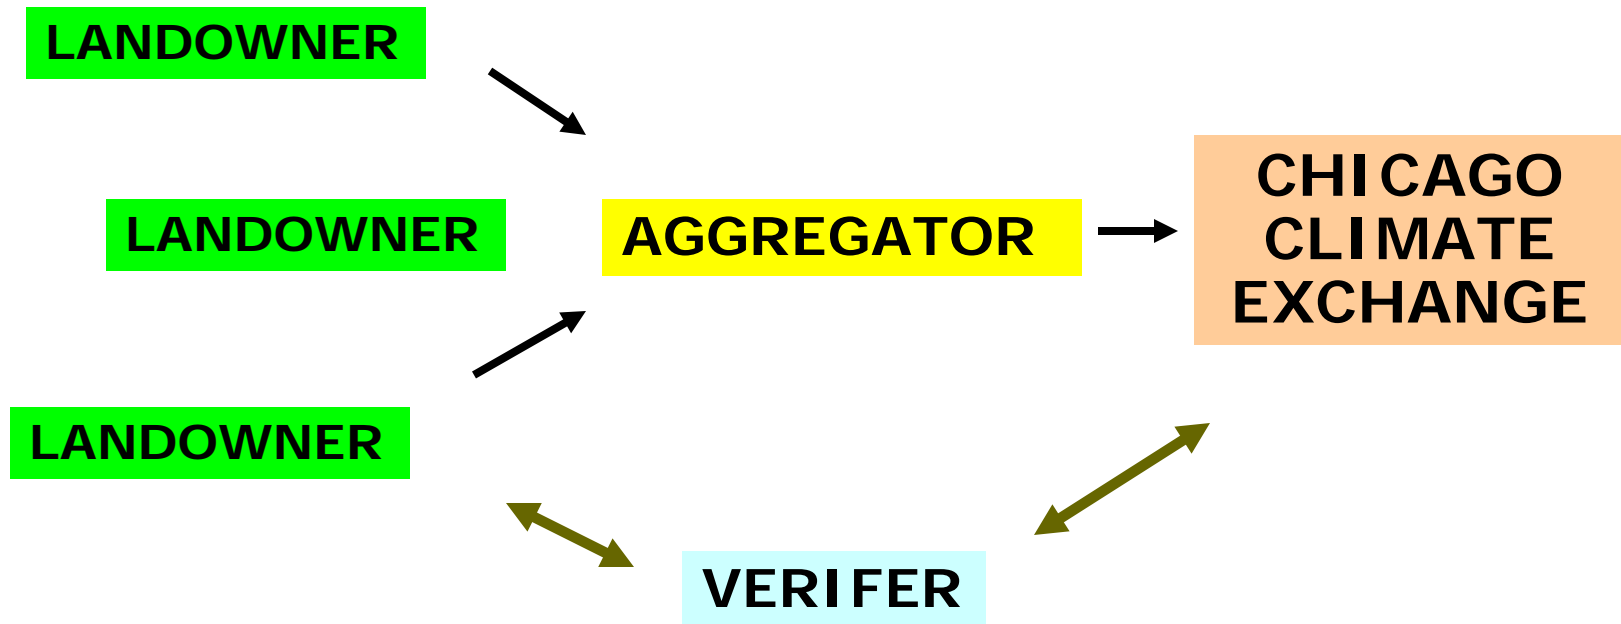 LANDOWNER
LANDOWNER
AGGREGATOR
CHICAGO
CLIMATE
EXCHANGE
LANDOWNER
VERIFER